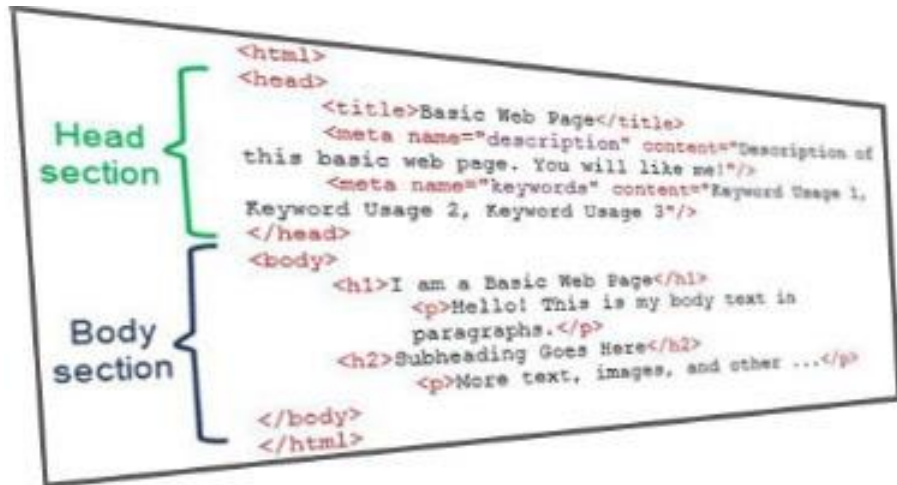 <html>
<head>
<title>Basic Web Page</title>
<meta name="description" content="Description of
this basic web page. You will like me!"/>
<meta name="keywords" content="Keyword Usage 1,
Keyword Usage 2, Keyword Usage 3"/>
</head>
<body>
<h1>I am a Basic Web Page</h1>
<p>Hello! This is my body text in
paragraphs.</p>
<h2>Subheading Goes Here</h2>
<p>More text, images, and other ...</p>
</body>
</html>
Head
section
Body
section